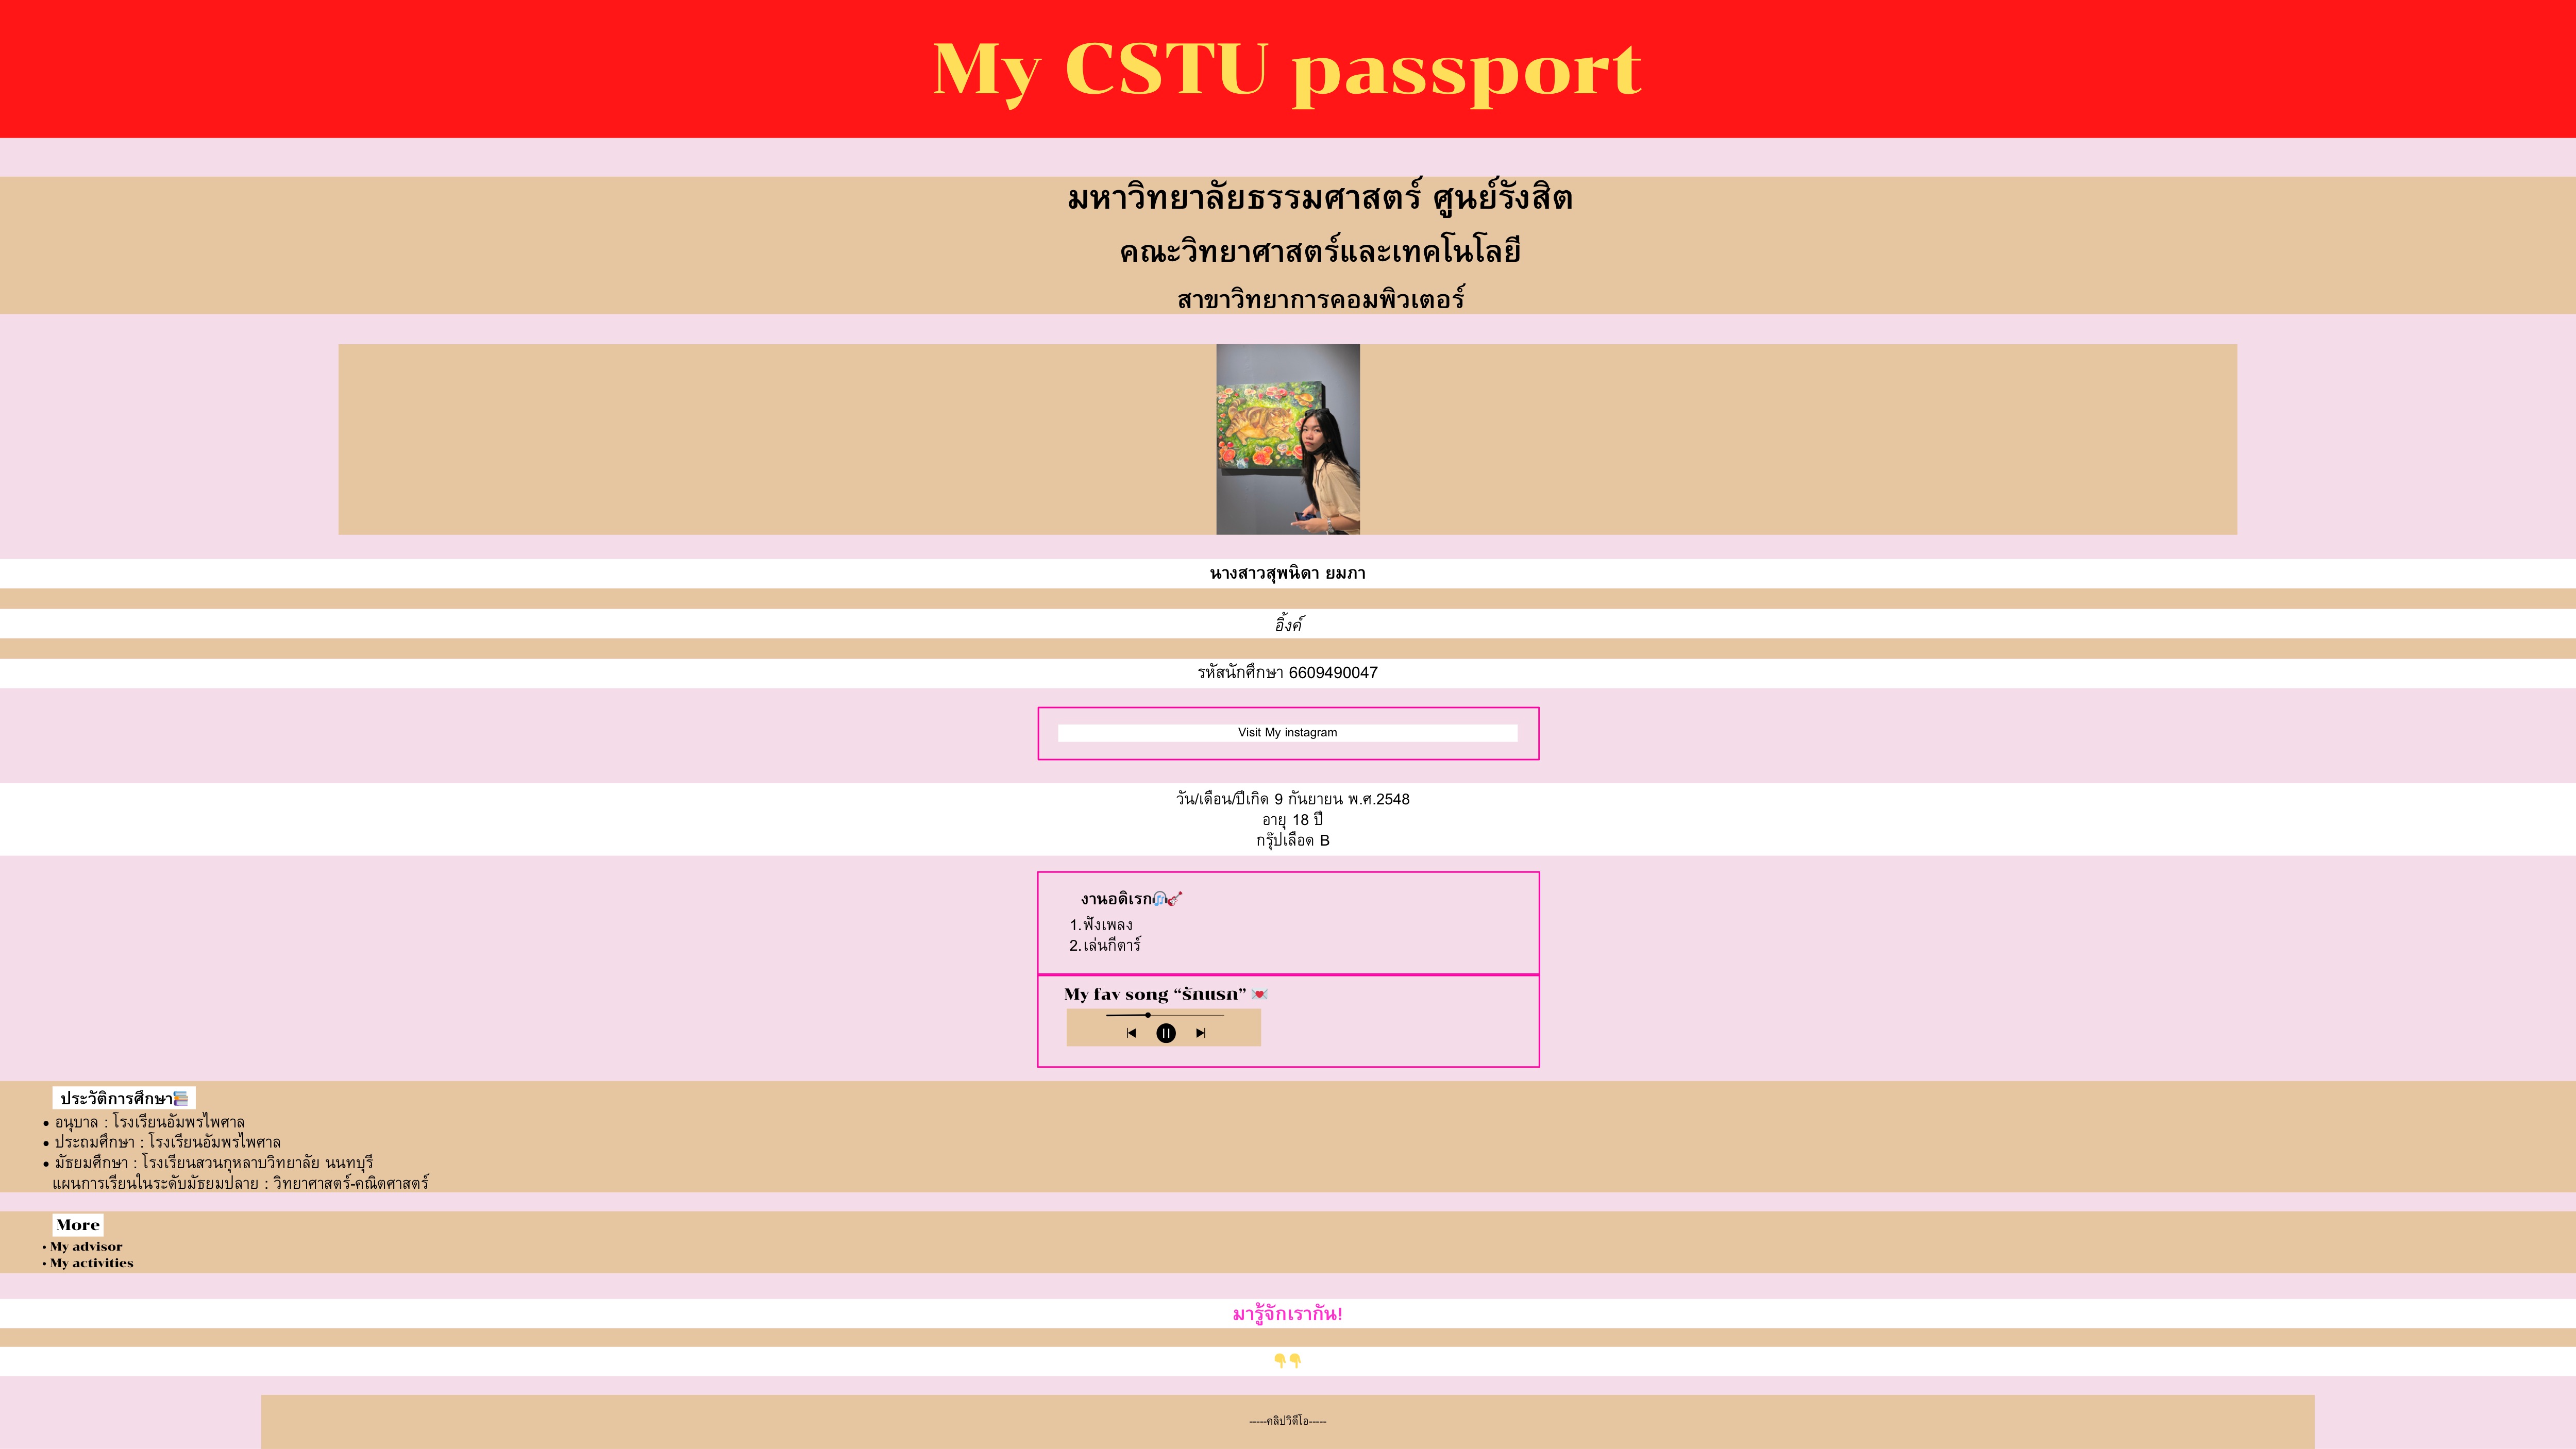 My CSTU passport
มหาวิทยาลัยธรรมศาสตร์ ศูนย์รังสิต
คณะวิทยาศาสตร์และเทคโนโลยี
สาขาวิทยาการคอมพิวเตอร์
นางสาวสุพนิดา ยมภา
อิ้งค์
รหัสนักศึกษา 6609490047
Visit My instagram
วัน/เดือน/ปีเกิด 9 กันยายน พ.ศ.2548
อายุ 18 ปี
กรุ๊ปเลือด B
งานอดิเรก
1.ฟังเพลง
2.เล่นกีตาร์
My fav song “รักแรก” 💌
ประวัติการศึกษา📚
• อนุบาล : โรงเรียนอัมพรไพศาล
• ประถมศึกษา : โรงเรียนอัมพรไพศาล
• มัธยมศึกษา : โรงเรียนสวนกุหลาบวิทยาลัย นนทบุรี
แผนการเรียนในระดับมัธยมปลาย : วิทยาศาสตร์-คณิตศาสตร์
More
• My advisor
• My activities
มารู้จักเรากัน!
👇👇
-----คลิปวิดีโอ-----